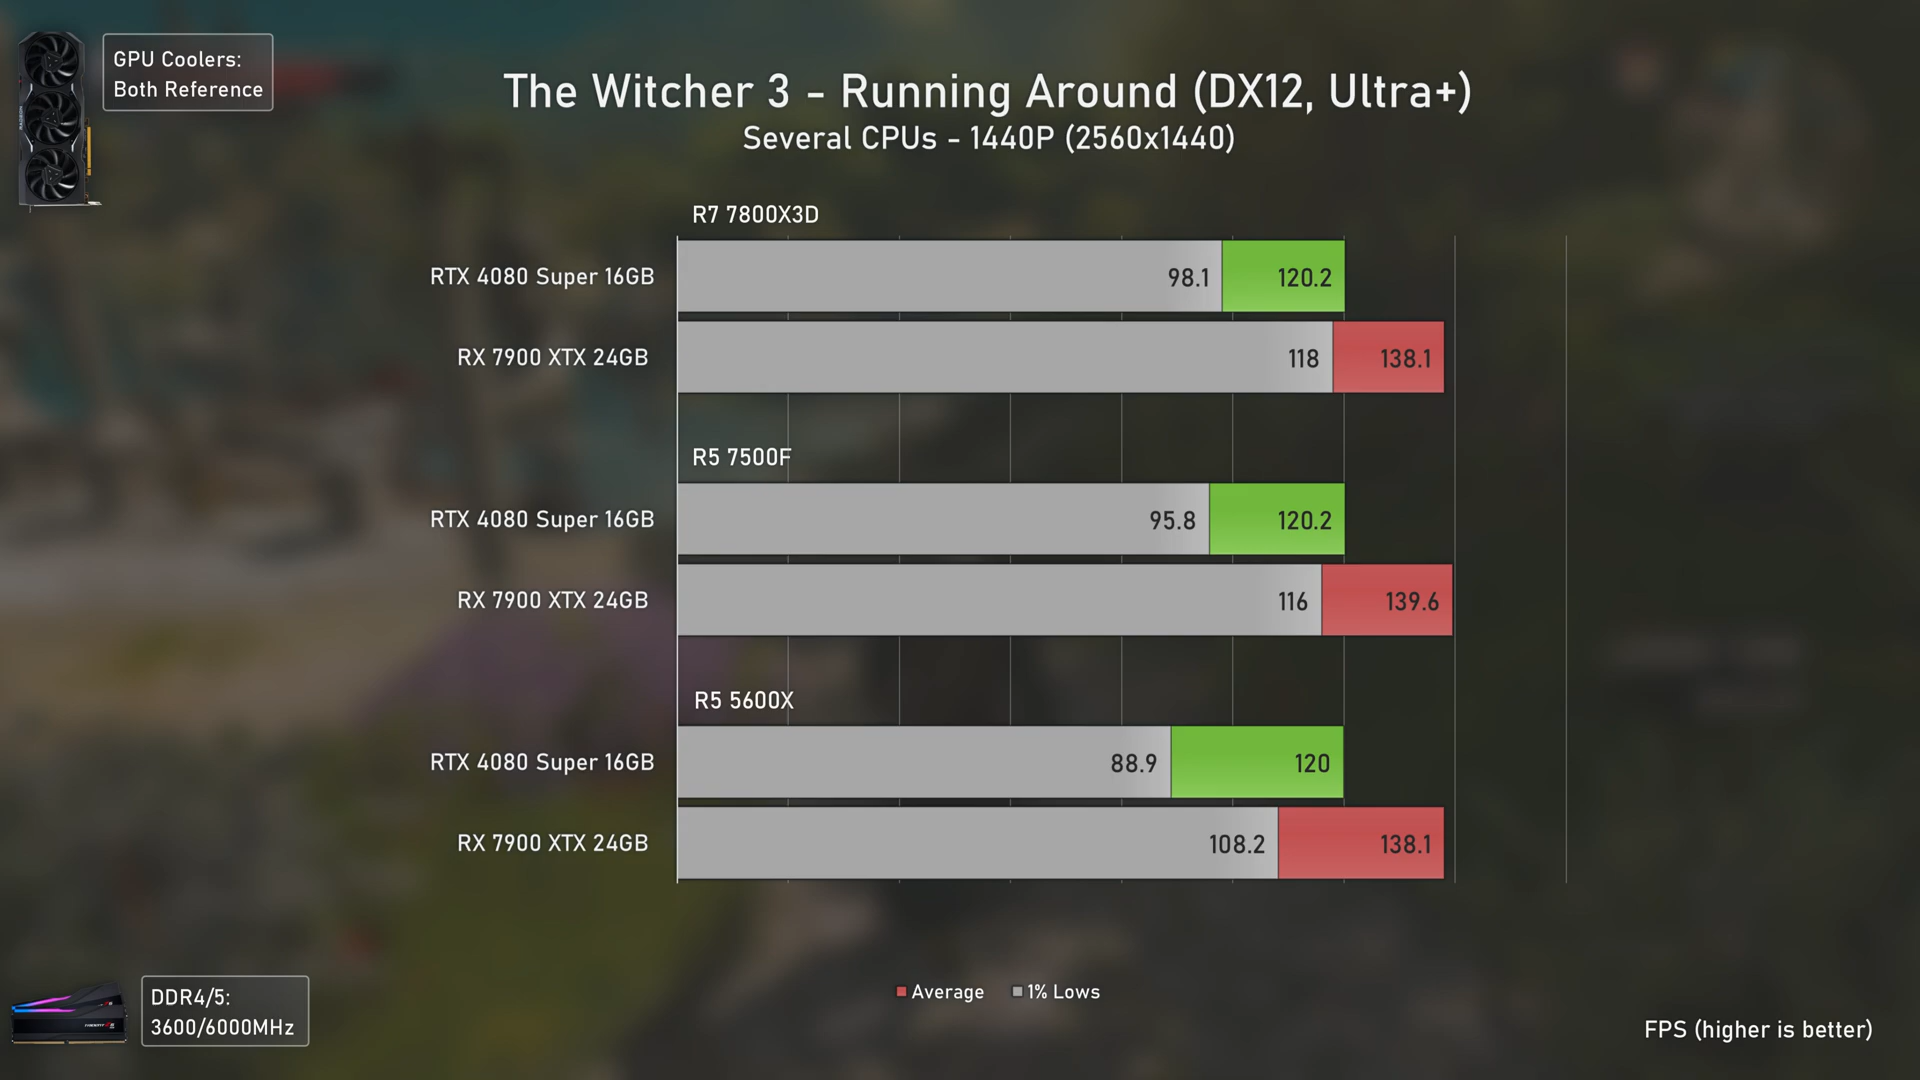 GPU Coolers:
Both Reference
The Witcher 3 - Running Around (DX12, Ultra+)
Several CPUs - 1440P (2560x1440)
R7 7800X3D
RTX 4080 Super 16GB 98.1 120.2
RX 7900 XTX 24GB 118 138.1
R5 7500F
RTX 4080 Super 16GB 95.8 120.2
RX 7900 XTX 24GB 116 139.6
R5 5600X
RTX 4080 Super 16GB 88.9 120
RX 7900 XTX 24GB 108.2 138.1
Average 1% Lows
DDR4/5:
3600/6000MHz
FPS (higher is better)